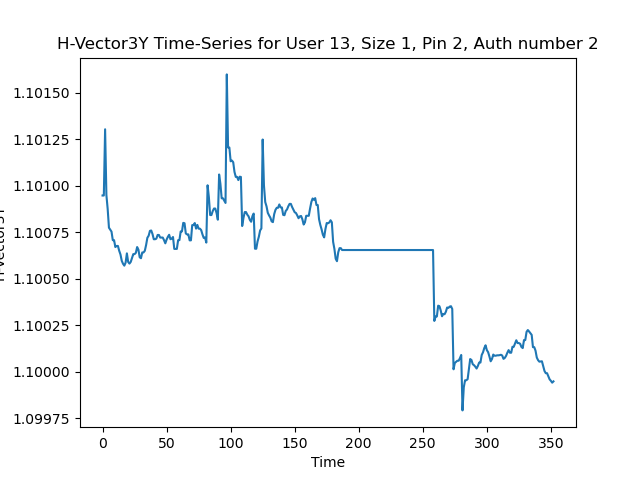 H-Vector3Y Time-Series for User 13, Size 1, Pin 2, Auth number 2
1.10150
1.10125
1.10100
1.10075
1.10050
1.10025
1.10000
1.09975
H-Vector3Y
0 50 100 150 200 250 300 350
Time